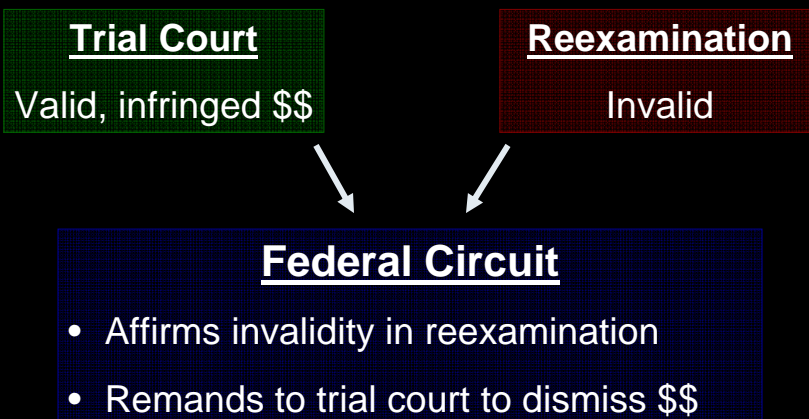 Trial Court
Valid, infringed $$
Reexamination
Invalid
Federal Circuit
• Affirms invalidity in reexamination
• Remands to trial court to dismiss $$